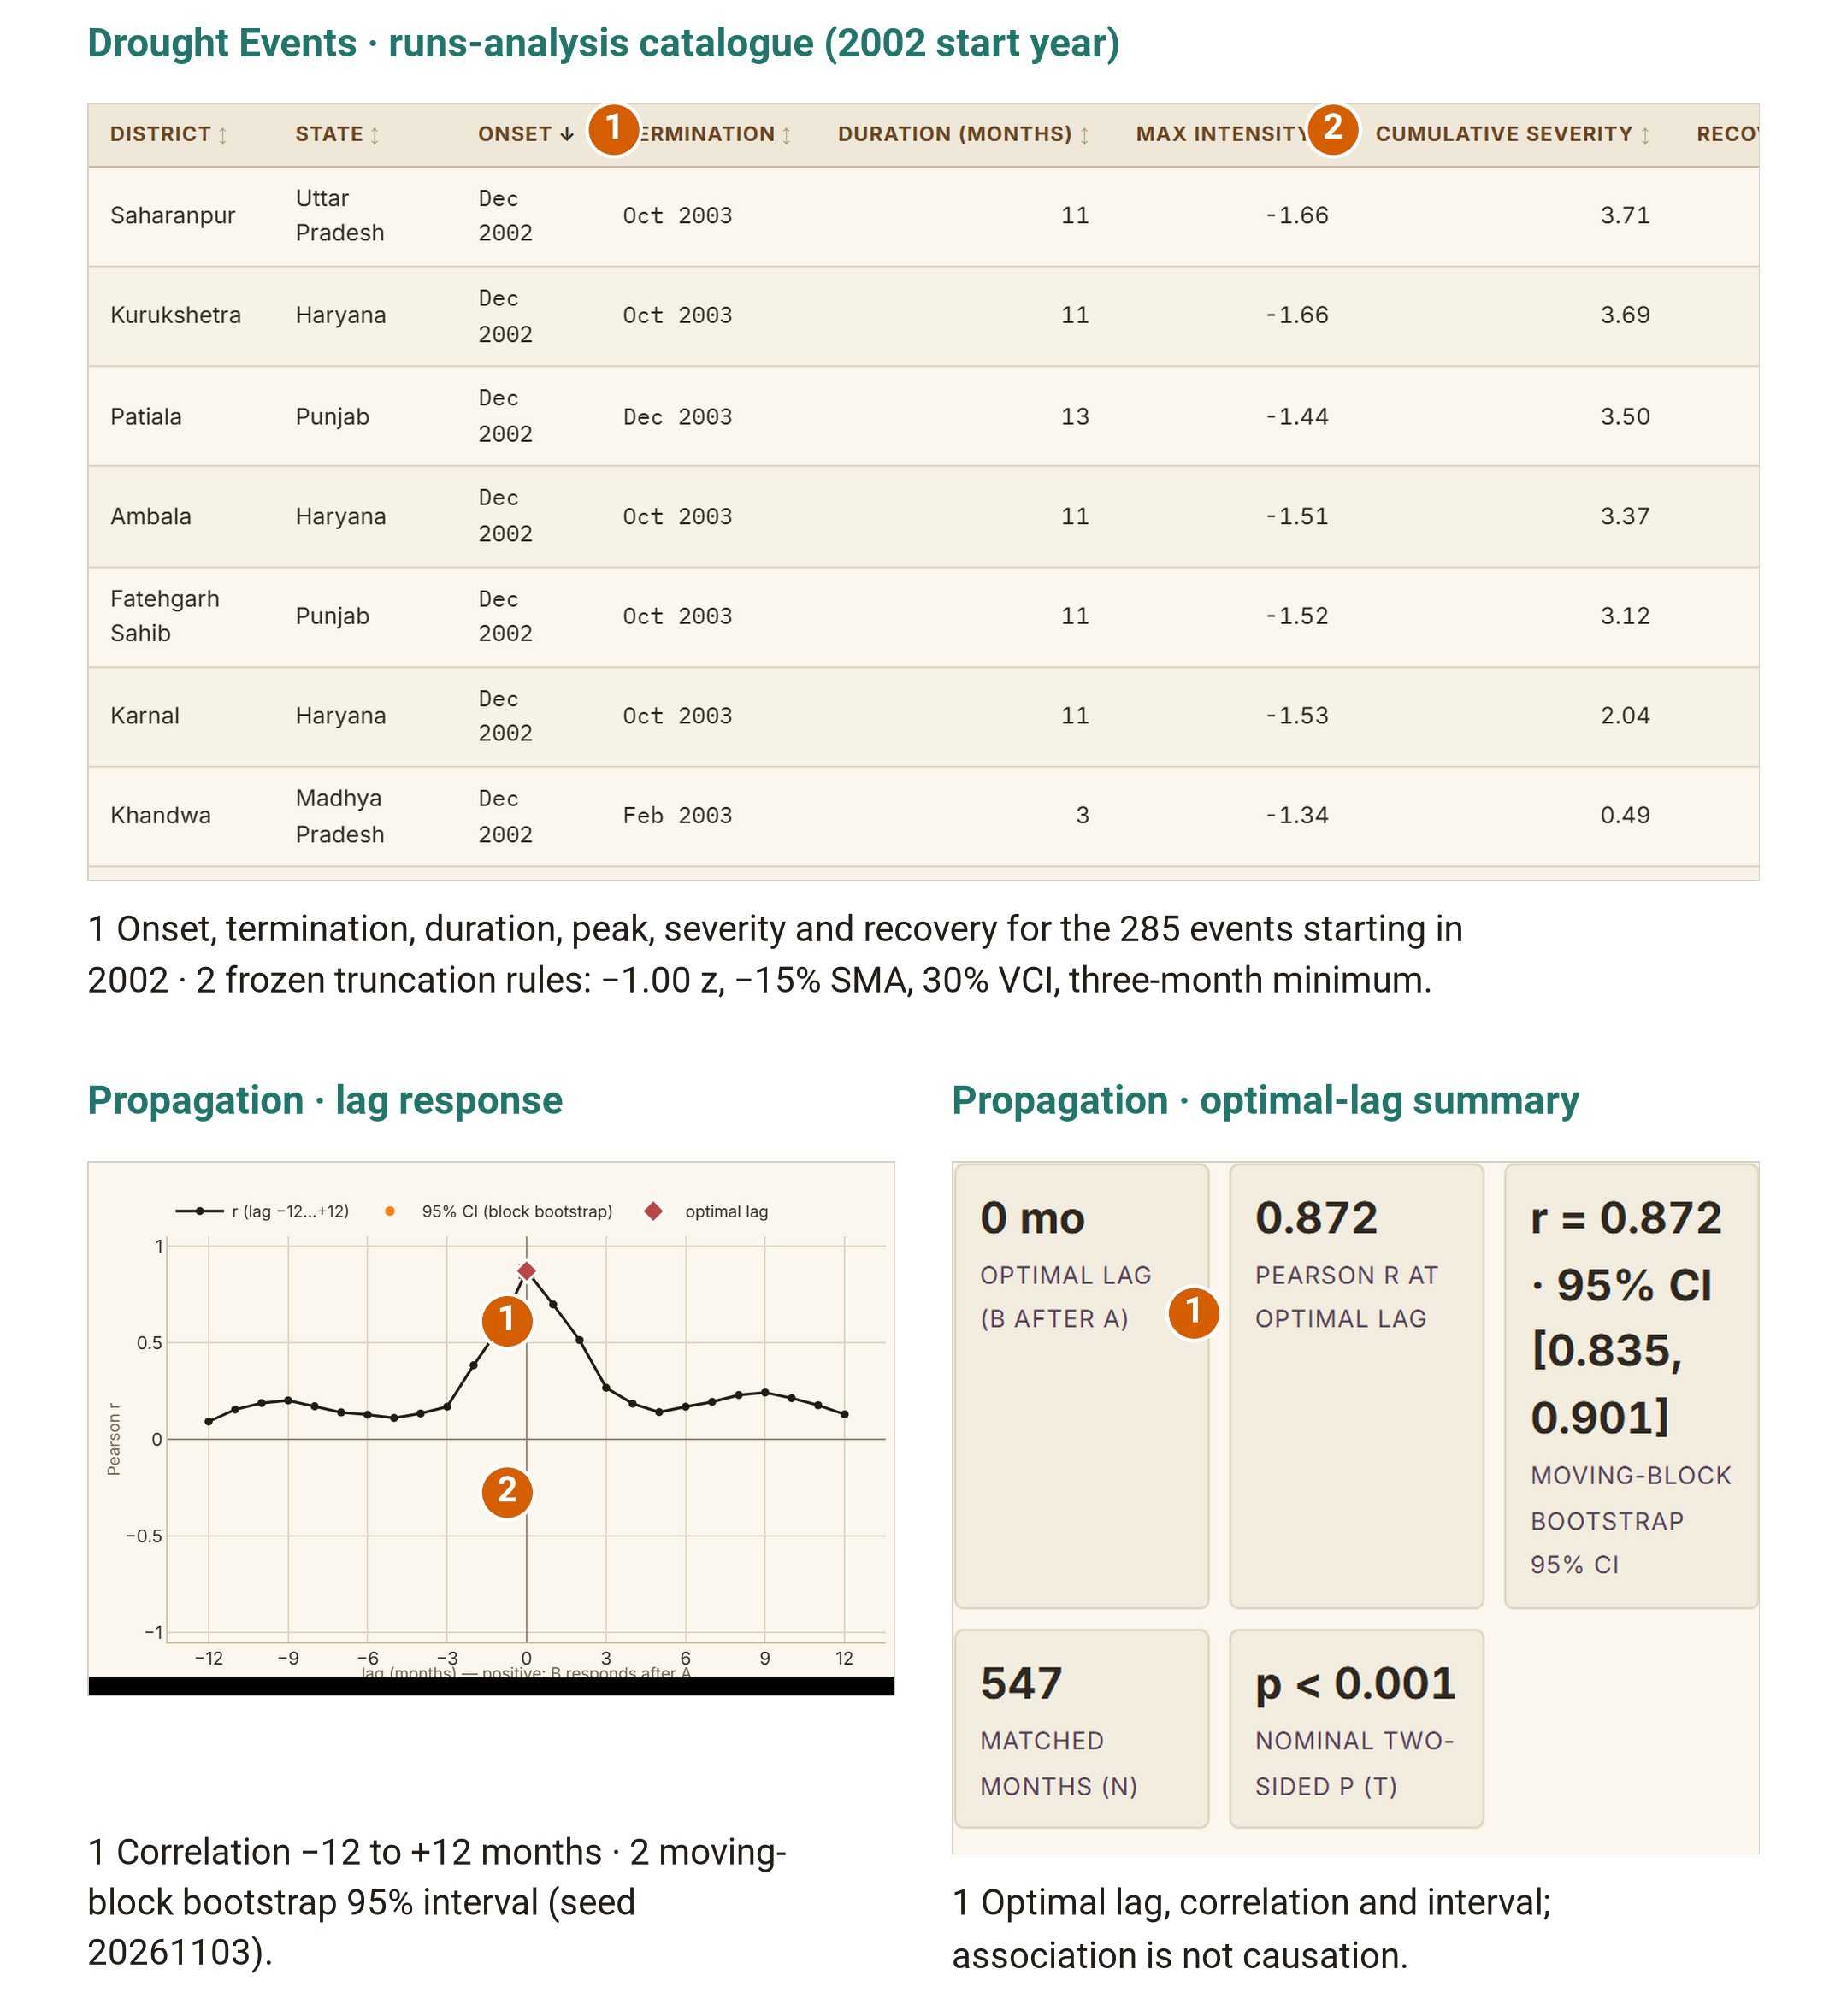 Drought Events · runs-analysis catalogue (2002 start year)
DISTRICT ↕ STATE ↕ ONSET ↓ 1 ERMINATION ↕ DURATION (MONTHS) ↕ MAX INTENSITY 2 CUMULATIVE SEVERITY ↕ RECOV
Saharanpur Uttar Pradesh Dec 2002 Oct 2003 11 -1.66 3.71
Kurukshetra Haryana Dec 2002 Oct 2003 11 -1.66 3.69
Patiala Punjab Dec 2002 Dec 2003 13 -1.44 3.50
Ambala Haryana Dec 2002 Oct 2003 11 -1.51 3.37
Fatehgarh Sahib Punjab Dec 2002 Oct 2003 11 -1.52 3.12
Karnal Haryana Dec 2002 Oct 2003 11 -1.53 2.04
Khandwa Madhya Pradesh Dec 2002 Feb 2003 3 -1.34 0.49
1 Onset, termination, duration, peak, severity and recovery for the 285 events starting in
2002 · 2 frozen truncation rules: −1.00 z, −15% SMA, 30% VCI, three-month minimum.
Propagation · lag response
r (lag −12…+12) 95% CI (block bootstrap) optimal lag
1
0.5
0
−0.5
−1
Pearson r
1
2
−12 −9 −6 −3 0 3 6 9 12
lag (months) — positive: B responds after A
1 Correlation −12 to +12 months · 2 moving-
block bootstrap 95% interval (seed
20261103).
Propagation · optimal-lag summary
0 mo
OPTIMAL LAG
(B AFTER A)
1
0.872
PEARSON R AT
OPTIMAL LAG
r = 0.872
· 95% CI
[0.835,
0.901]
MOVING-BLOCK
BOOTSTRAP
95% CI
547
MATCHED
MONTHS (N)
p < 0.001
NOMINAL TWO-
SIDED P (T)
1 Optimal lag, correlation and interval;
association is not causation.